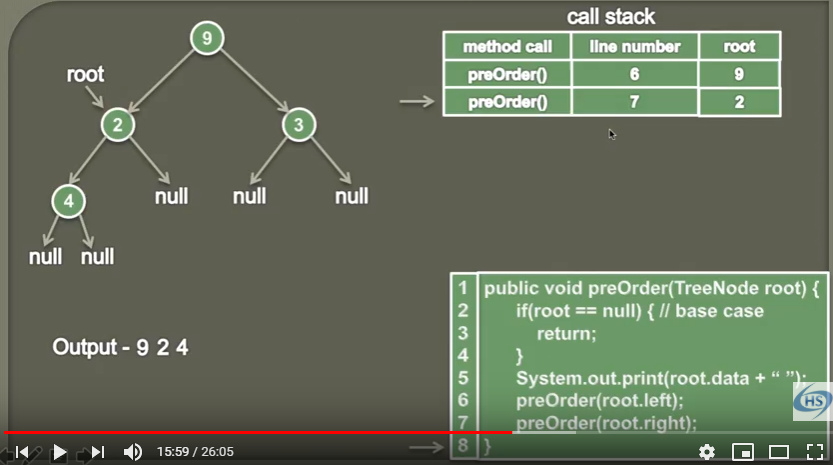 call stack
method call line number root
preOrder() 6 9
preOrder() 7 2
9
root
2
3
4
null
null
null
null
null
Output - 9 2 4
1 public void preOrder(TreeNode root) {
2 if(root == null) { // base case
3 return;
4 }
5 System.out.print(root.data + “ ”);
6 preOrder(root.left);
7 preOrder(root.right);
8 }
HS
15:59 / 26:05